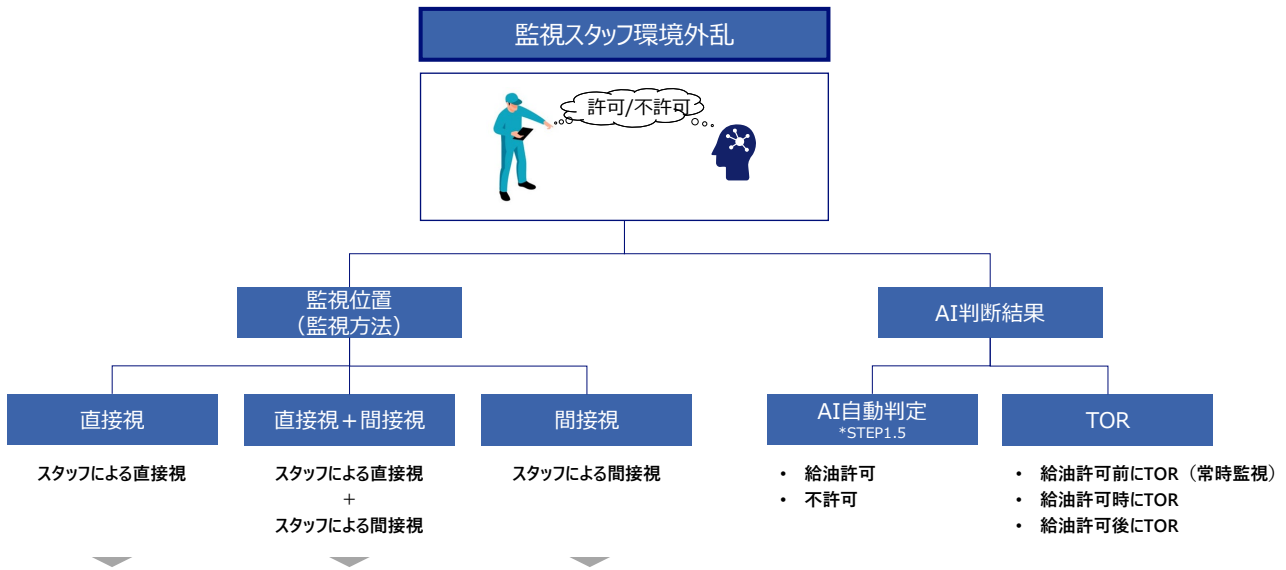 監視スタッフ環境外乱
許可/不許可
監視位置
（監視方法）
AI判断結果
直接視
直接視＋間接視
間接視
AI自動判定
*STEP1.5
TOR
スタッフによる直接視
スタッフによる直接視
+
スタッフによる間接視
スタッフによる間接視
• 給油許可
• 不許可
• 給油許可前にTOR（常時監視）
• 給油許可時にTOR
• 給油許可後にTOR